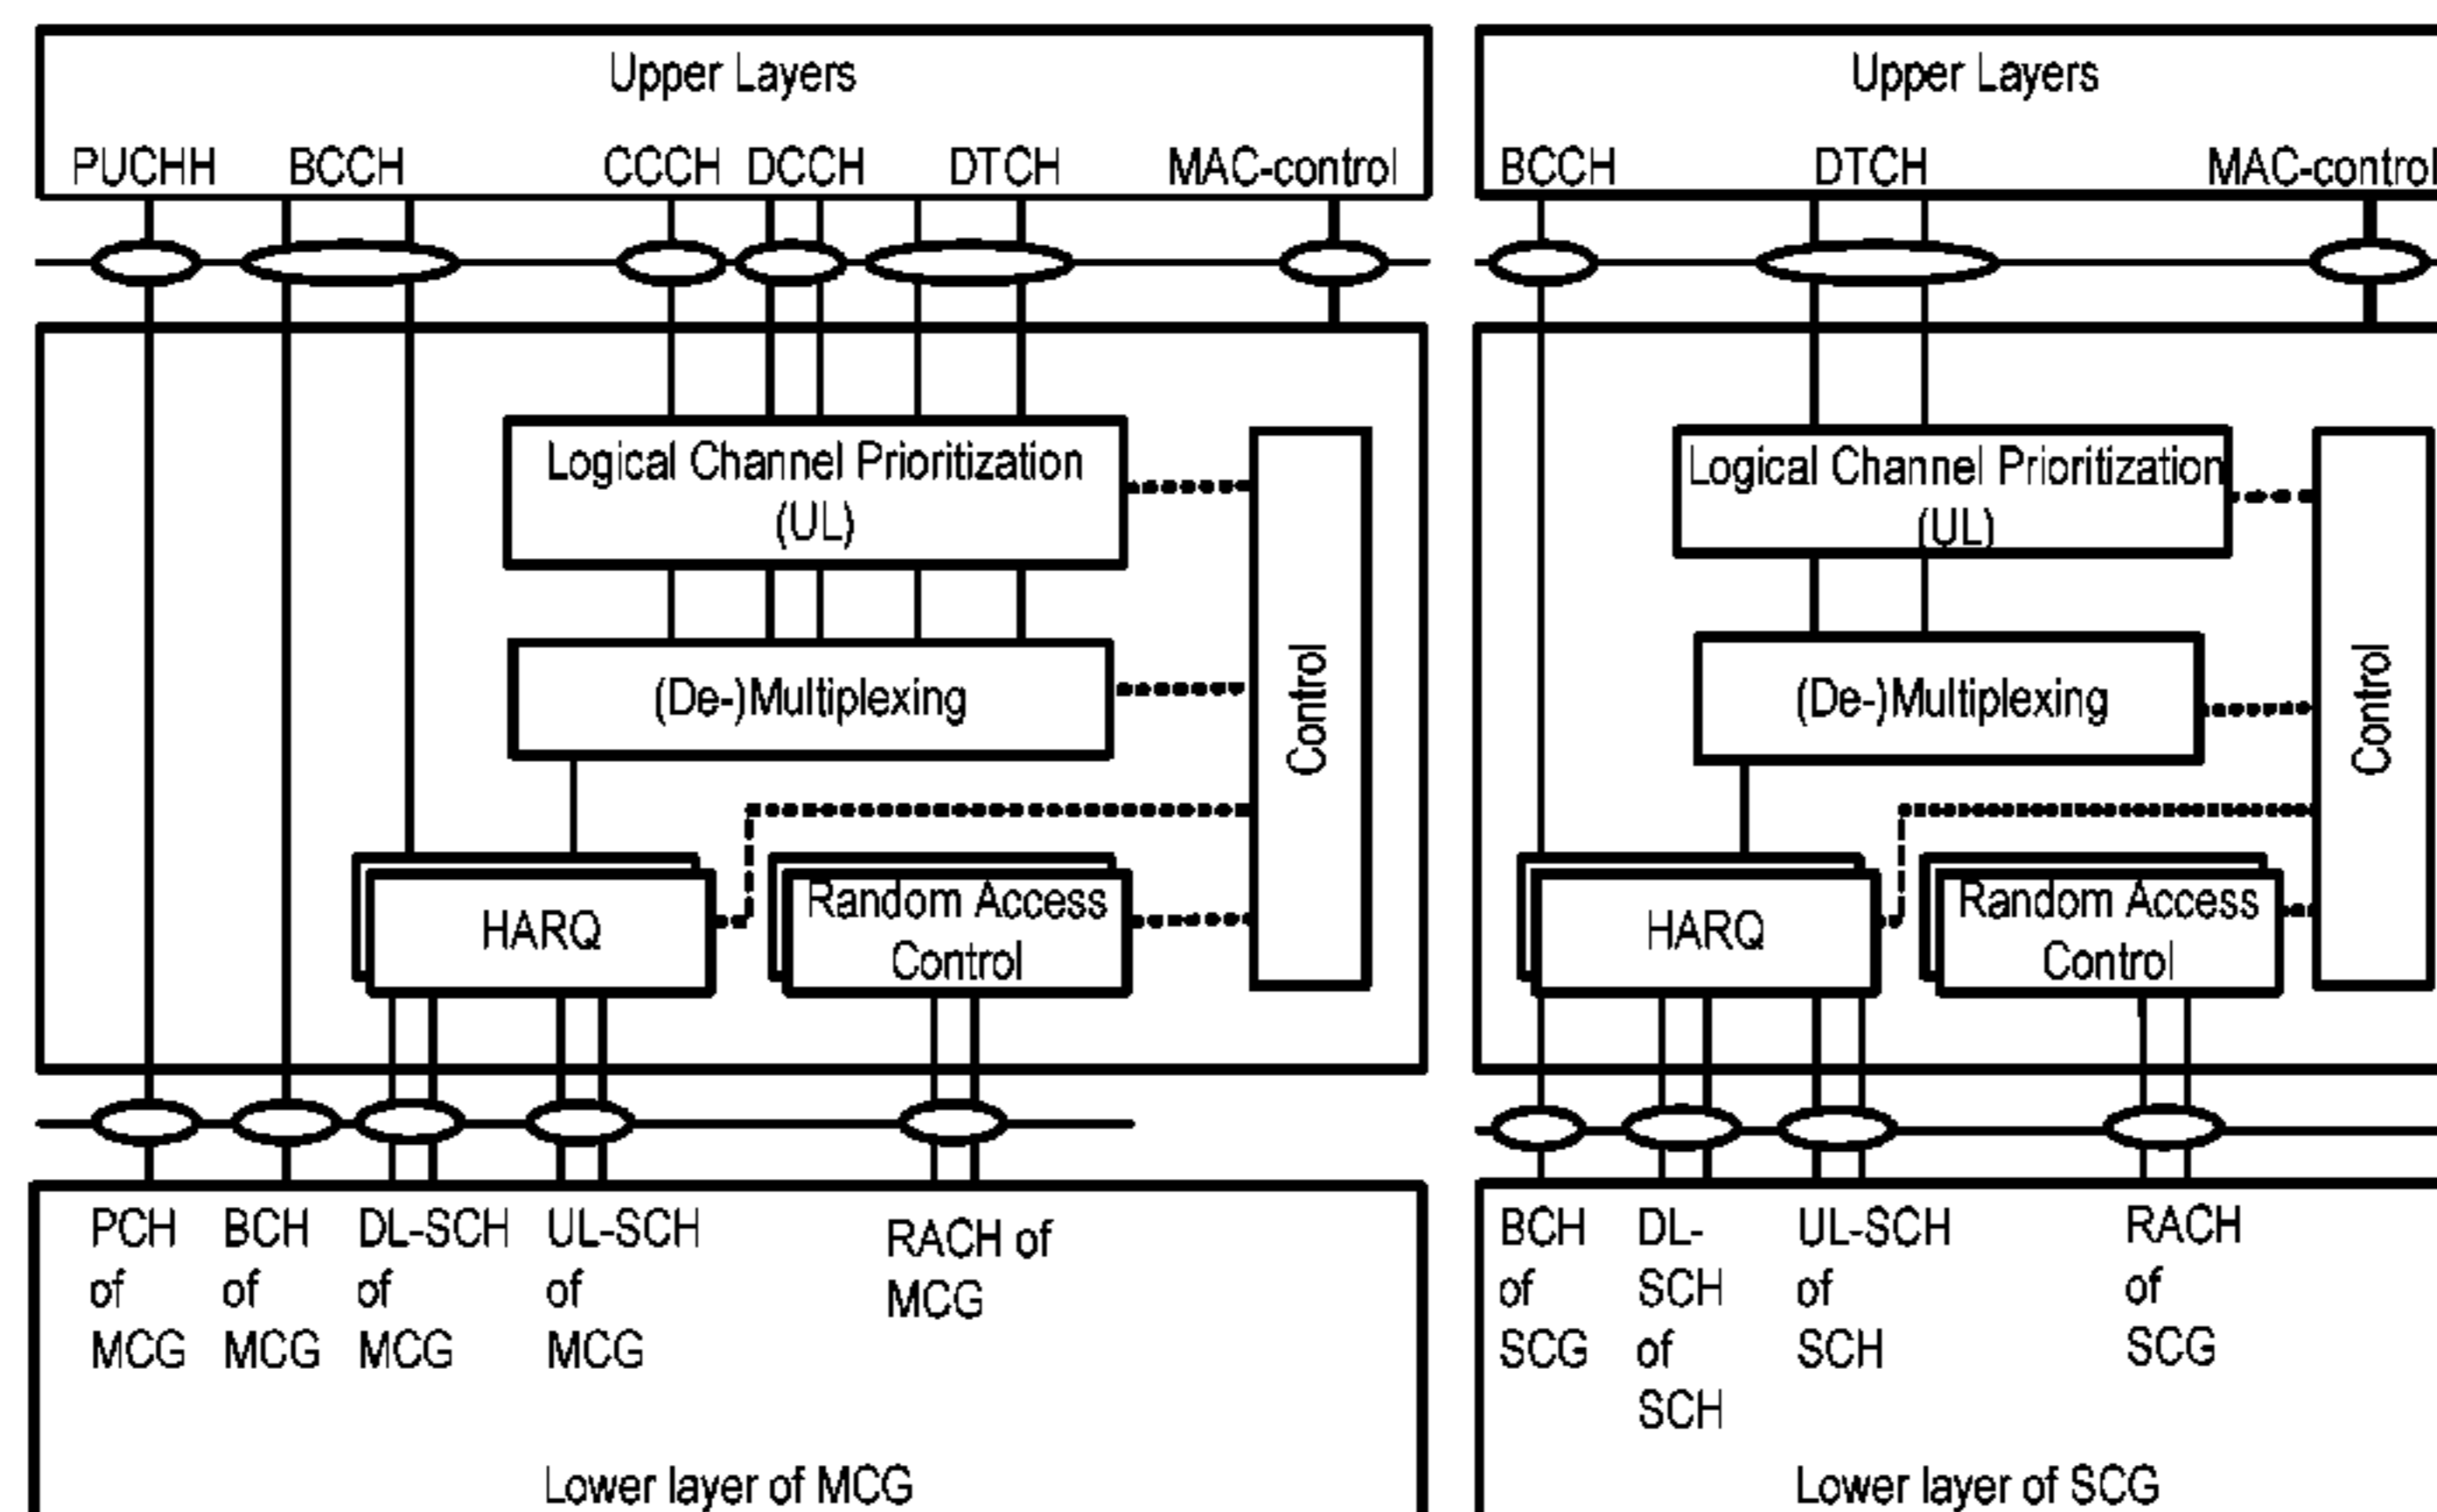 Upper Layers
PUCHH BCCH CCCH DCCH DTCH MAC-control
Logical Channel Prioritization
(UL)
(De-)Multiplexing
Control
HARQ
Random Access
Control
PCH
of
MCG
BCH
of
MCG
DL-SCH
of
MCG
UL-SCH
of
MCG
RACH of
MCG
Lower layer of MCG
Upper Layers
BCCH DTCH MAC-control
Logical Channel Prioritization
(UL)
(De-)Multiplexing
Control
HARQ
Random Access
Control
BCH
of
SCG
DL-
SCH
of
SCH
UL-SCH
of
SCH
RACH
of
SCG
Lower layer of SCG